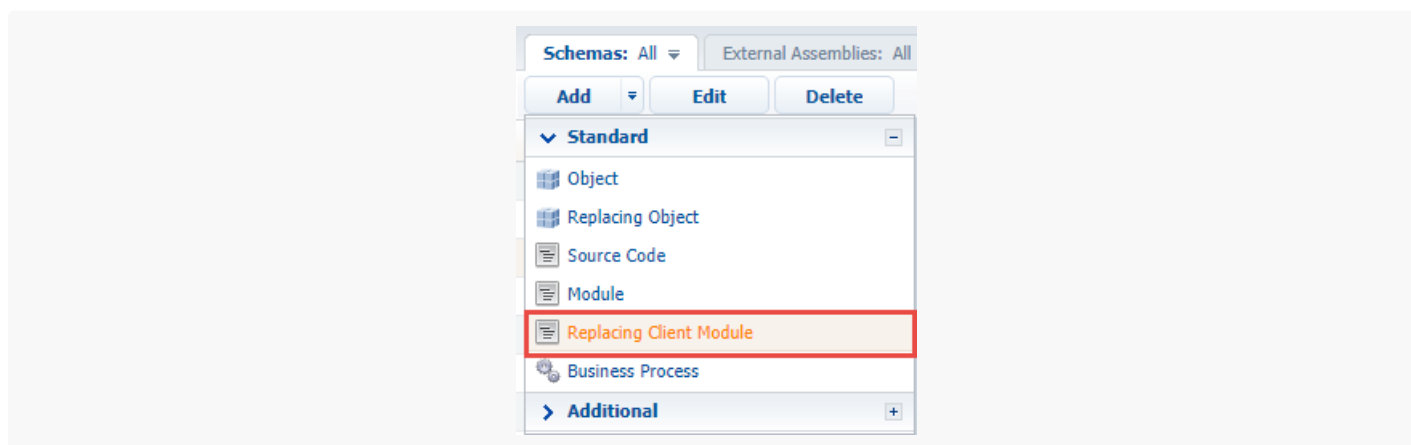 Schemas: All External Assemblies: All
Add Edit Delete
Standard
Object
Replacing Object
Source Code
Module
Replacing Client Module
Business Process
Additional